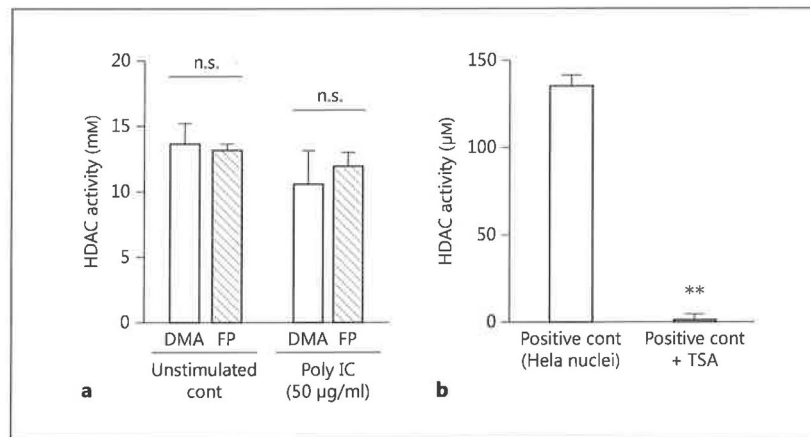 20
15
10
5
0
HDAC activity (mM)
n.s.
n.s.
DMA FP
DMA FP
Unstimulated
cont
Poly IC
(50 µg/ml)
a
150
100
50
0
HDAC activity (µM)
**
Positive cont
(Hela nuclei)
Positive cont
+ TSA
b